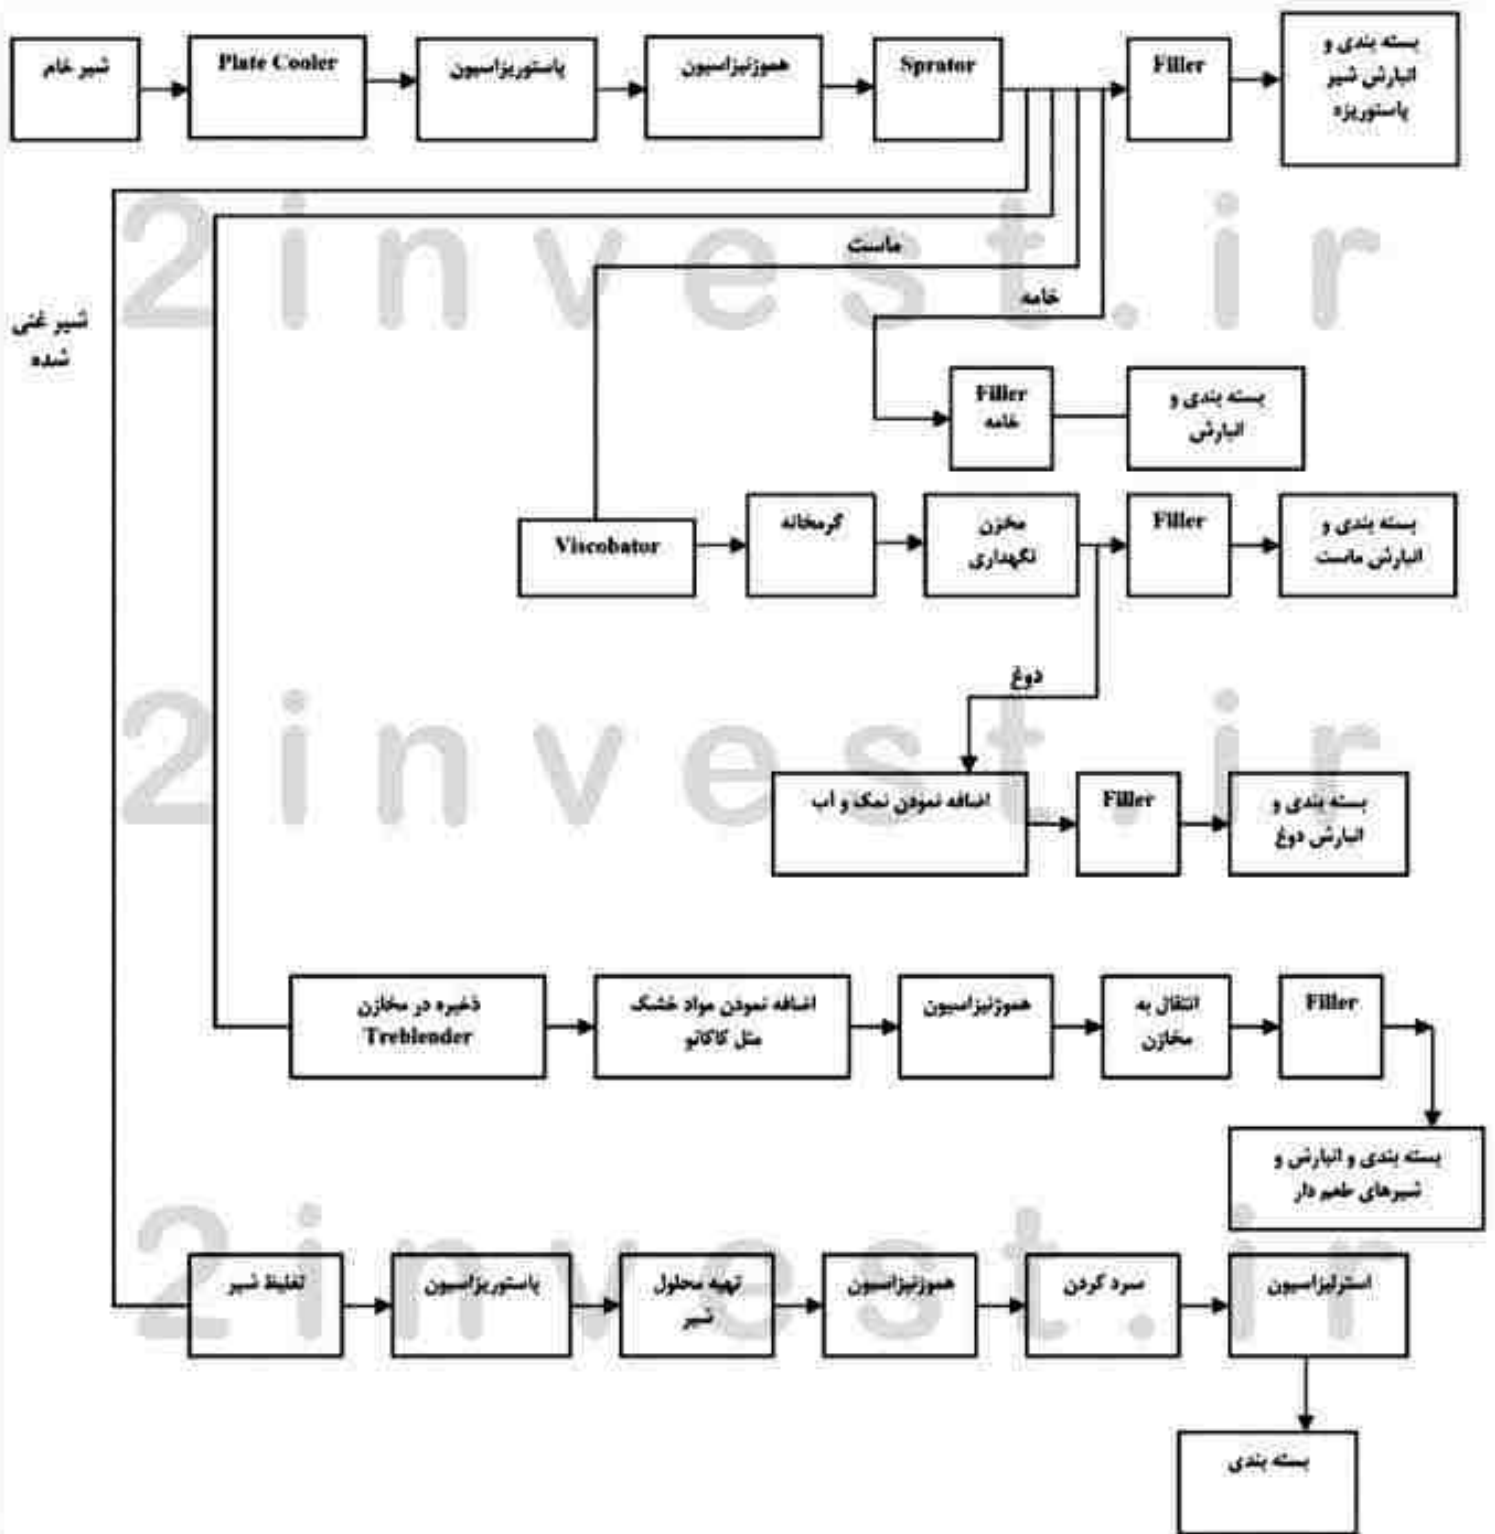 شیر خام
Plate Cooler
پاستوریزاسیون
هموژنیزاسیون
Sprator
Filler
بسته بندی و
انبارش شیر
پاستوریزه
ماست
خامه
شیر غنی
شده
Filler
خامه
بسته بندی و
انبارش
Viscobator
گرمخانه
مخزن
نگهداری
Filler
بسته بندی و
انبارش ماست
دوغ
اضافه نمودن نمک و آب
Filler
بسته بندی و
انبارش دوغ
ذخیره در مخازن
Treblender
اضافه نمودن مواد خشک
مثل کاکائو
هموژنیزاسیون
انتقال به
مخازن
Filler
بسته بندی و انبارش و
شیرهای طعم دار
تغلیظ شیر
پاستوریزاسیون
تهیه محلول
شیر
هموژنیزاسیون
سرد کردن
استرلیزاسیون
بسته بندی
2invest.ir
2invest.ir
2invest.ir